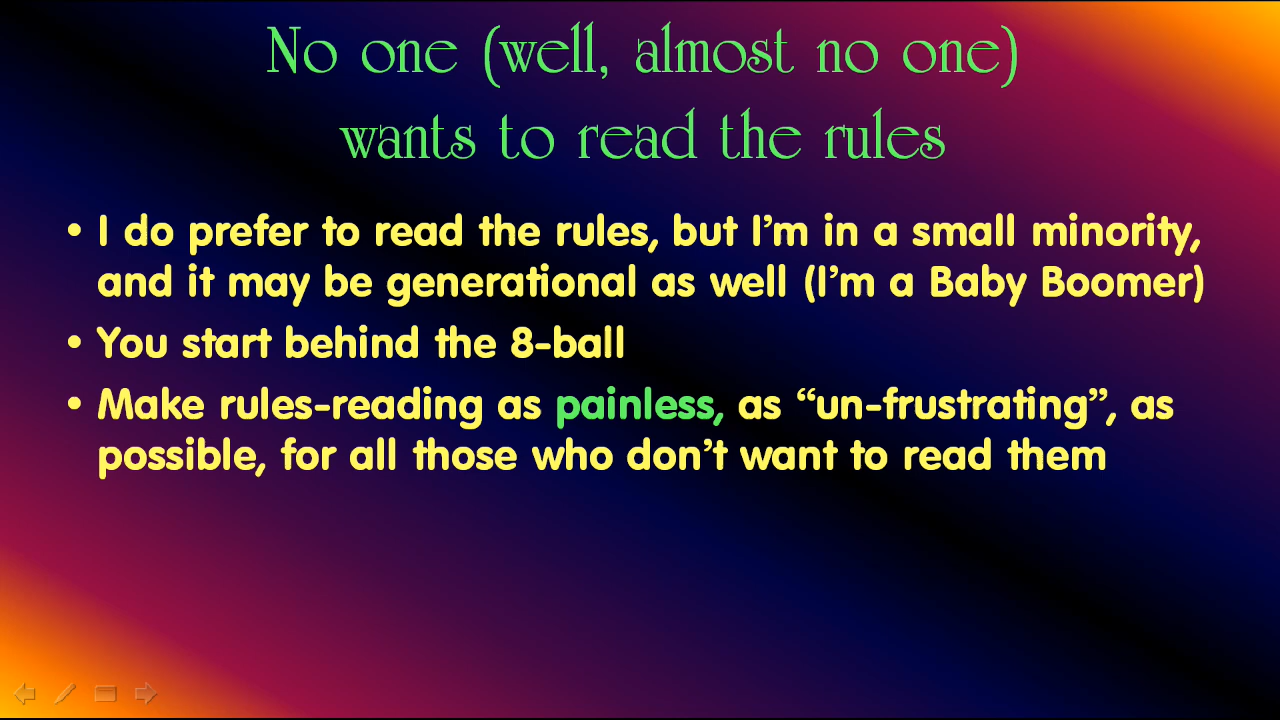 No one (well, almost no one)
wants to read the rules
• I do prefer to read the rules, but I’m in a small minority,
and it may be generational as well (I’m a Baby Boomer)
• You start behind the 8-ball
• Make rules-reading as painless, as “un-frustrating”, as
possible, for all those who don’t want to read them